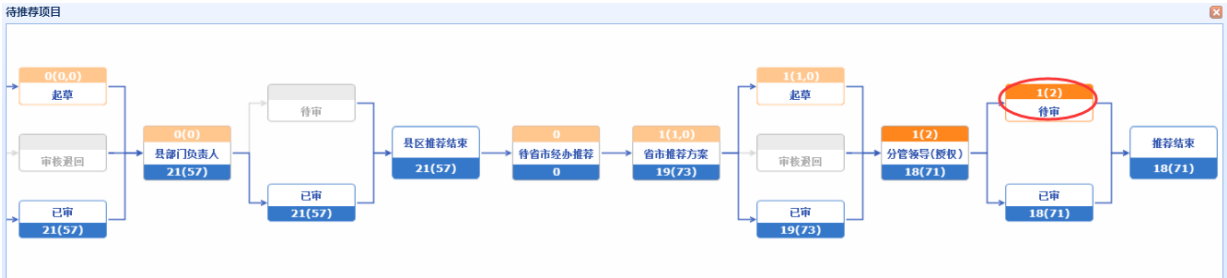 待推荐项目
0(0,0)
起草
审核退回
已审
21(57)
0(0)
县部门负责人
21(57)
待审
已审
21(57)
县区推荐结束
21(57)
0
待省市经办推荐
0
1(1,0)
省市推荐方案
19(73)
1(1,0)
起草
审核退回
已审
19(73)
1(2)
分管领导(授权)
18(71)
1(2)
待审
已审
18(71)
推荐结束
18(71)